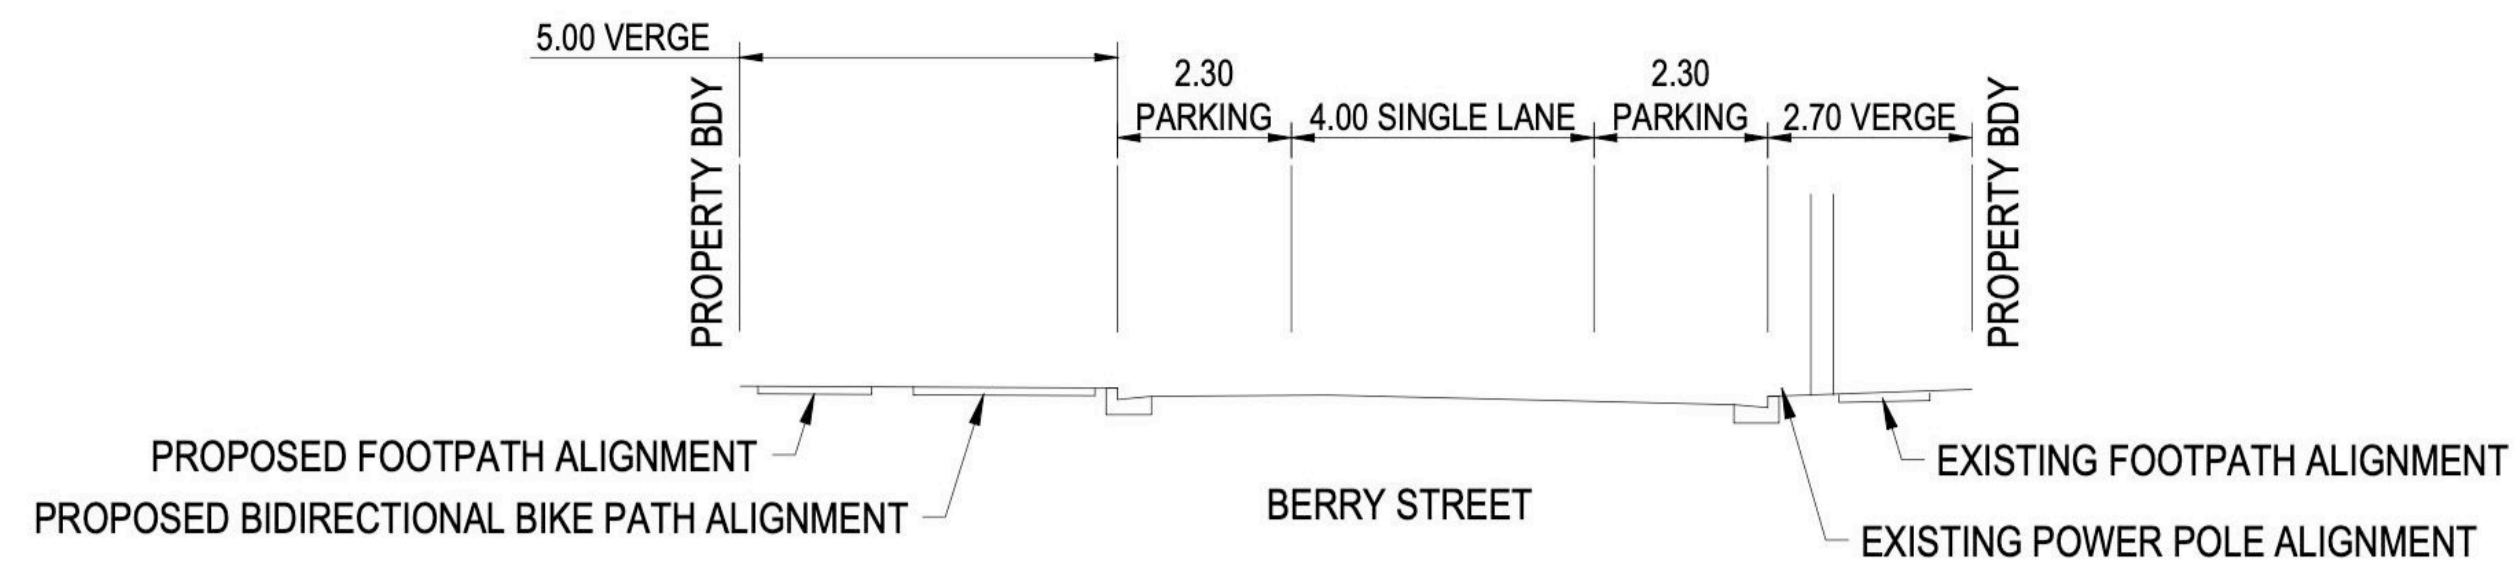 5.00 VERGE
2.30
PARKING
4.00 SINGLE LANE
2.30
PARKING
2.70 VERGE
PROPERTY BDY
PROPERTY BDY
PROPOSED FOOTPATH ALIGNMENT
PROPOSED BIDIRECTIONAL BIKE PATH ALIGNMENT
BERRY STREET
EXISTING FOOTPATH ALIGNMENT
EXISTING POWER POLE ALIGNMENT